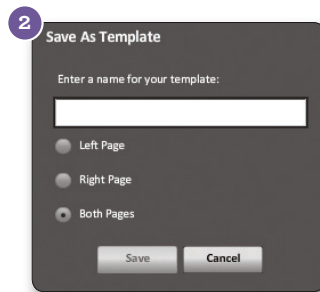 2
Save As Template
Enter a name for your template:
Left Page
Right Page
Both Pages
Save Cancel